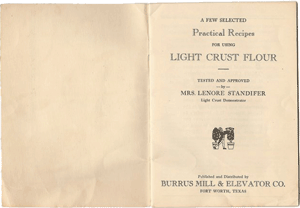 A FEW SELECTED
Practical Recipes
FOR USING
LIGHT CRUST FLOUR
TESTED AND APPROVED
—by—
MRS. LENORE STANDIFER
Light Crust Demonstrator
Published and Distributed by
BURRUS MILL & ELEVATOR CO.
FORT WORTH, TEXAS